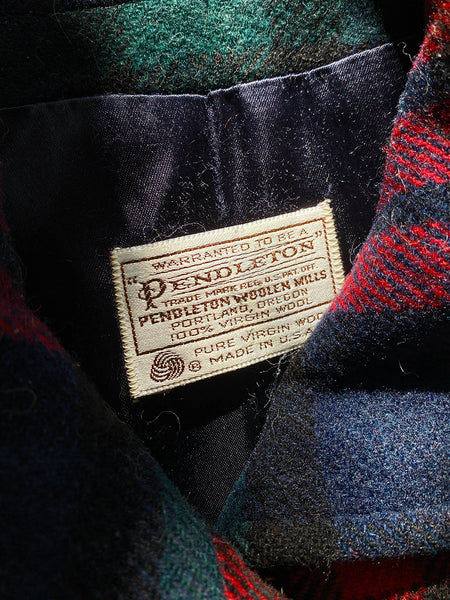 WARRANTED TO BE A
"PENDLETON"
TRADE MARK REG. U.S. PAT. OFF.
PENDLETON WOOLEN MILLS
PORTLAND, OREGON
100% VIRGIN WOOL
PURE VIRGIN WOOL
® MADE IN U.S.A.